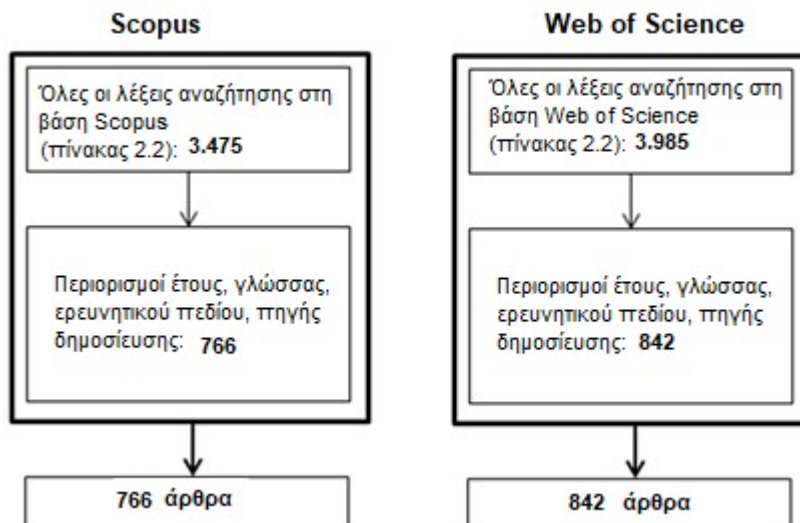 Scopus
Όλες οι λέξεις αναζήτησης στη
βάση Scopus
(πίνακας 2.2): 3.475
Περιορισμοί έτους, γλώσσας,
ερευνητικού πεδίου, πηγής
δημοσίευσης: 766
766 άρθρα
Web of Science
Όλες οι λέξεις αναζήτησης στη
βάση Web of Science
(πίνακας 2.2): 3.985
Περιορισμοί έτους, γλώσσας,
ερευνητικού πεδίου, πηγής
δημοσίευσης: 842
842 άρθρα